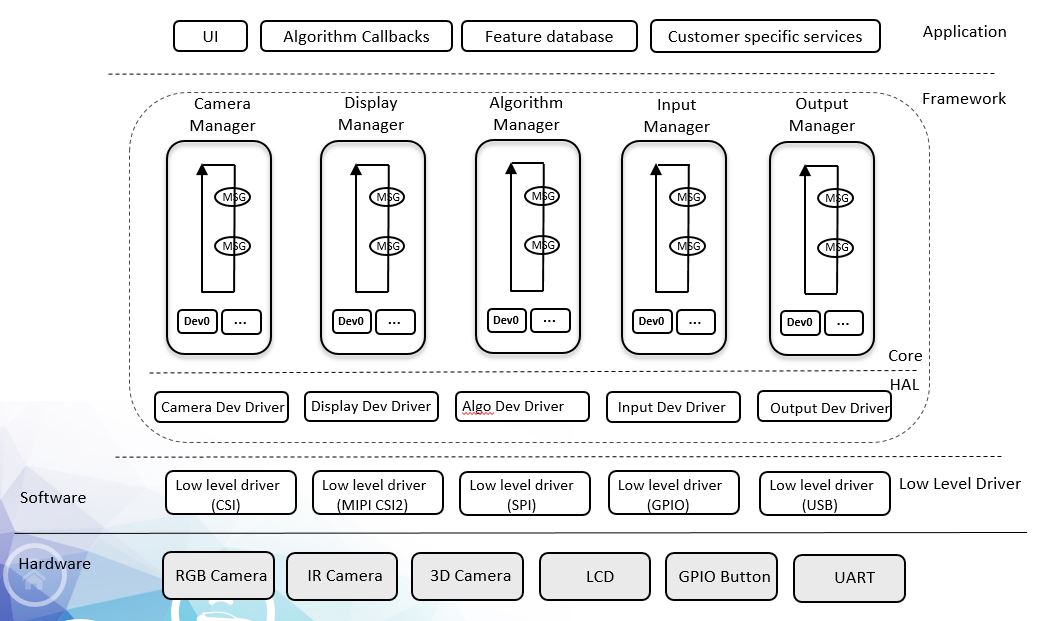 UI
Algorithm Callbacks
Feature database
Customer specific services
Application
Framework
Camera
Manager
Display
Manager
Algorithm
Manager
Input
Manager
Output
Manager
MSG
MSG
MSG
MSG
MSG
MSG
MSG
MSG
MSG
MSG
Dev0
...
Dev0
...
Dev0
...
Dev0
...
Dev0
...
Core
HAL
Camera Dev Driver
Display Dev Driver
Algo Dev Driver
Input Dev Driver
Output Dev Driver
Software
Low level driver
(CSI)
Low level driver
(MIPI CSI2)
Low level driver
(SPI)
Low level driver
(GPIO)
Low level driver
(USB)
Low Level Driver
Hardware
RGB Camera
IR Camera
3D Camera
LCD
GPIO Button
UART